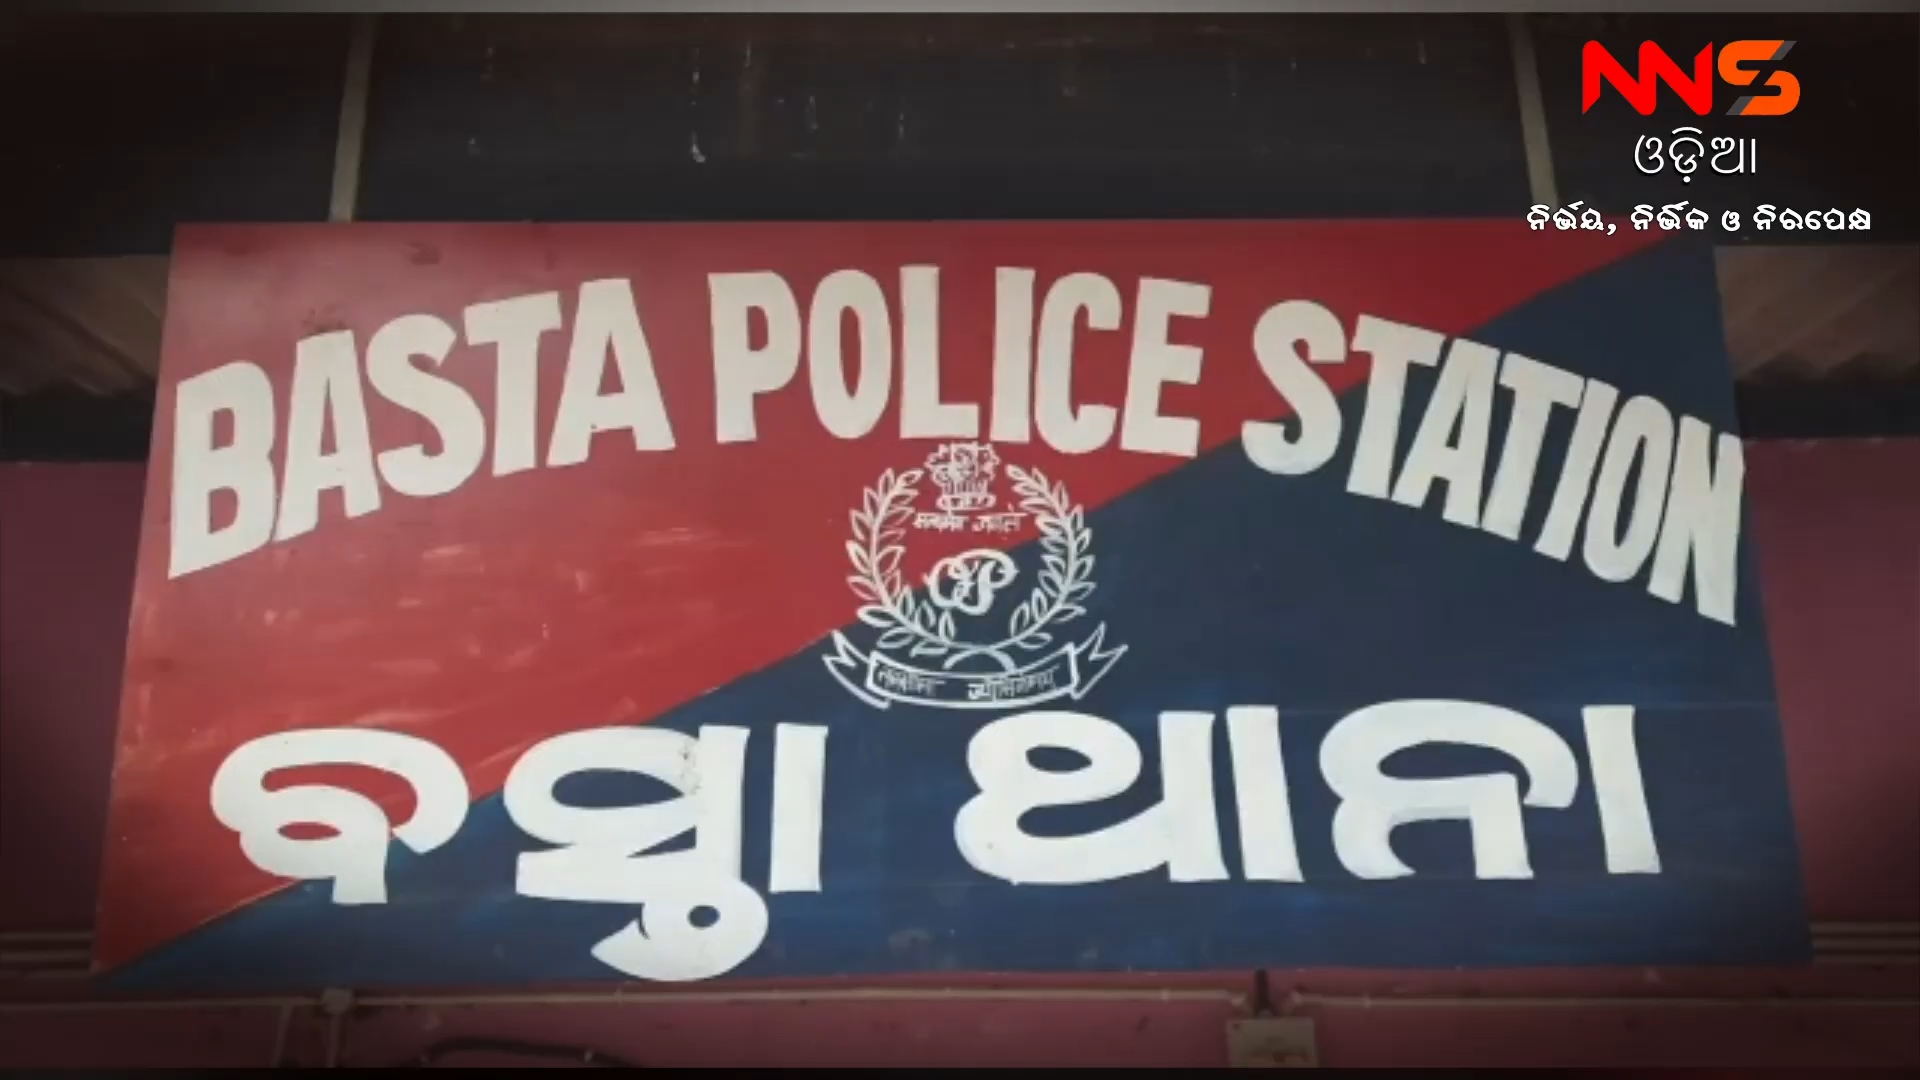 NNS
ଓଡ଼ିଆ
ନିର୍ଭୟ, ନିର୍ଭିକ ଓ ନିରପେକ୍ଷ
BASTA POLICE STATION
ବସ୍ତା ଥାନା